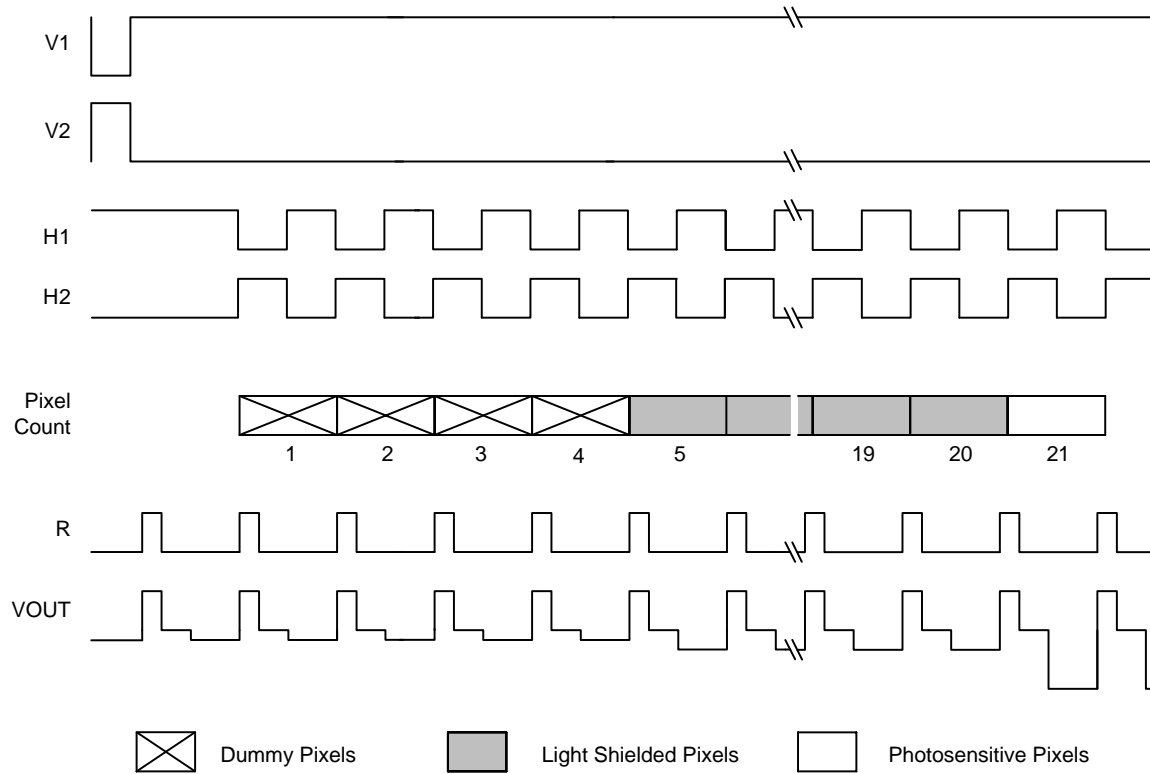 V1
V2
H1
H2
Pixel
Count
1 2 3 4 5 19 20 21
R
VOUT
Dummy Pixels Light Shielded Pixels Photosensitive Pixels